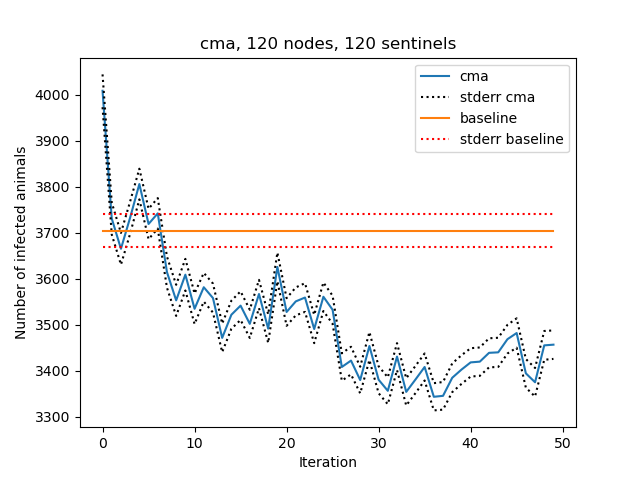 cma, 120 nodes, 120 sentinels
cma
stderr cma
baseline
stderr baseline
Number of infected animals
4000
3900
3800
3700
3600
3500
3400
3300
0 10 20 30 40 50
Iteration